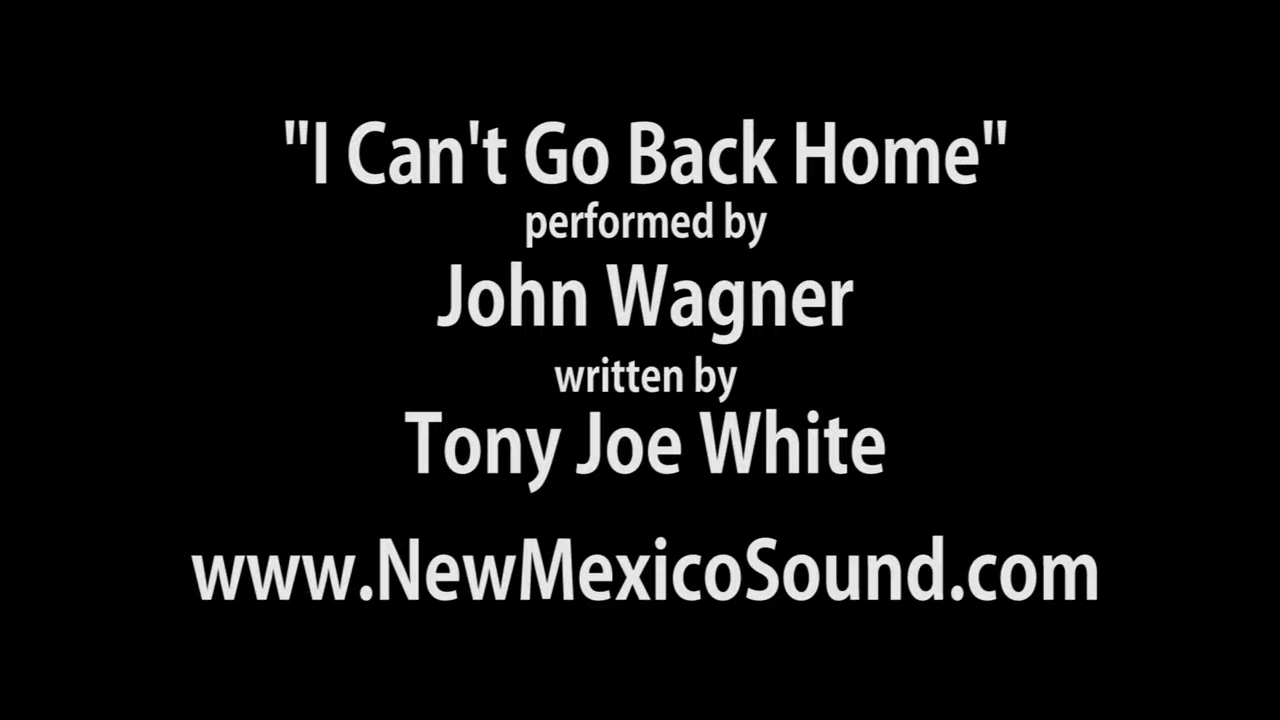 "I Can't Go Back Home"
performed by
John Wagner
written by
Tony Joe White
www.NewMexicoSound.com